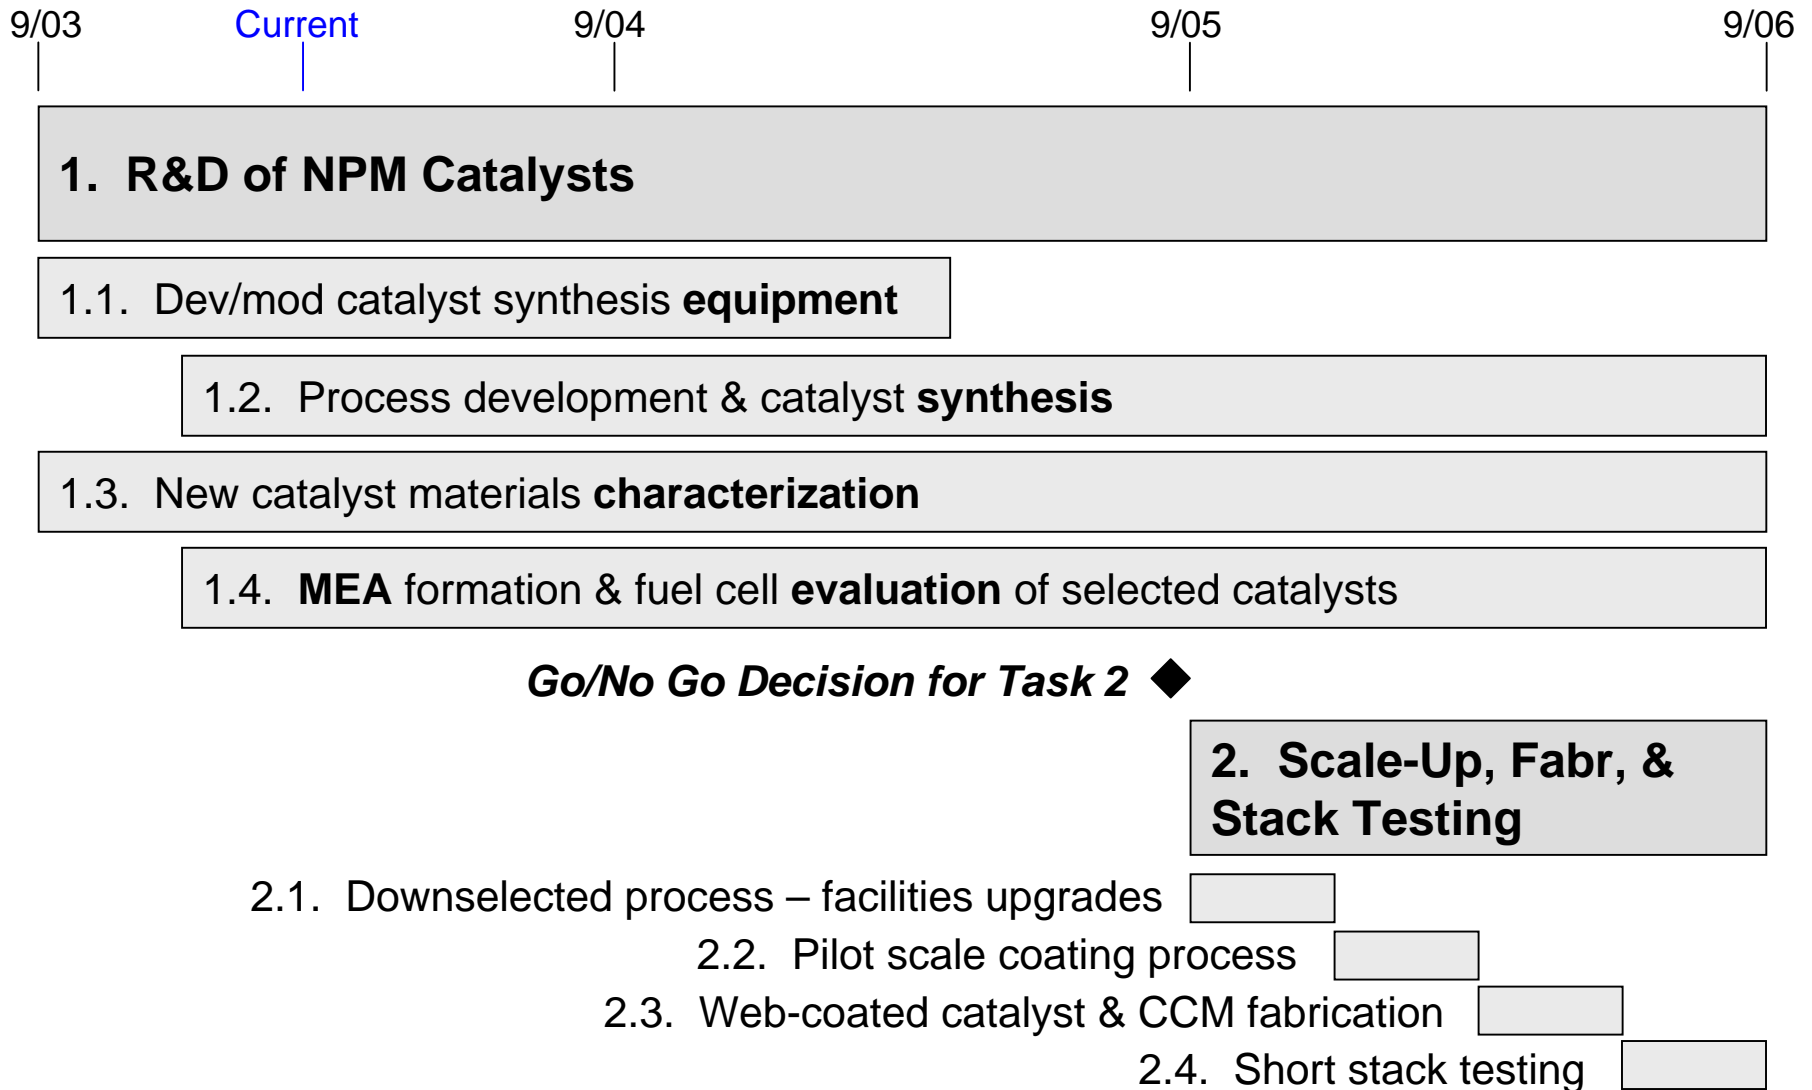 9/03 Current 9/04 9/05 9/06
1. R&D of NPM Catalysts
1.1. Dev/mod catalyst synthesis equipment
1.2. Process development & catalyst synthesis
1.3. New catalyst materials characterization
1.4. MEA formation & fuel cell evaluation of selected catalysts
Go/No Go Decision for Task 2
2. Scale-Up, Fabr, &
Stack Testing
2.1. Downselected process – facilities upgrades
2.2. Pilot scale coating process
2.3. Web-coated catalyst & CCM fabrication
2.4. Short stack testing